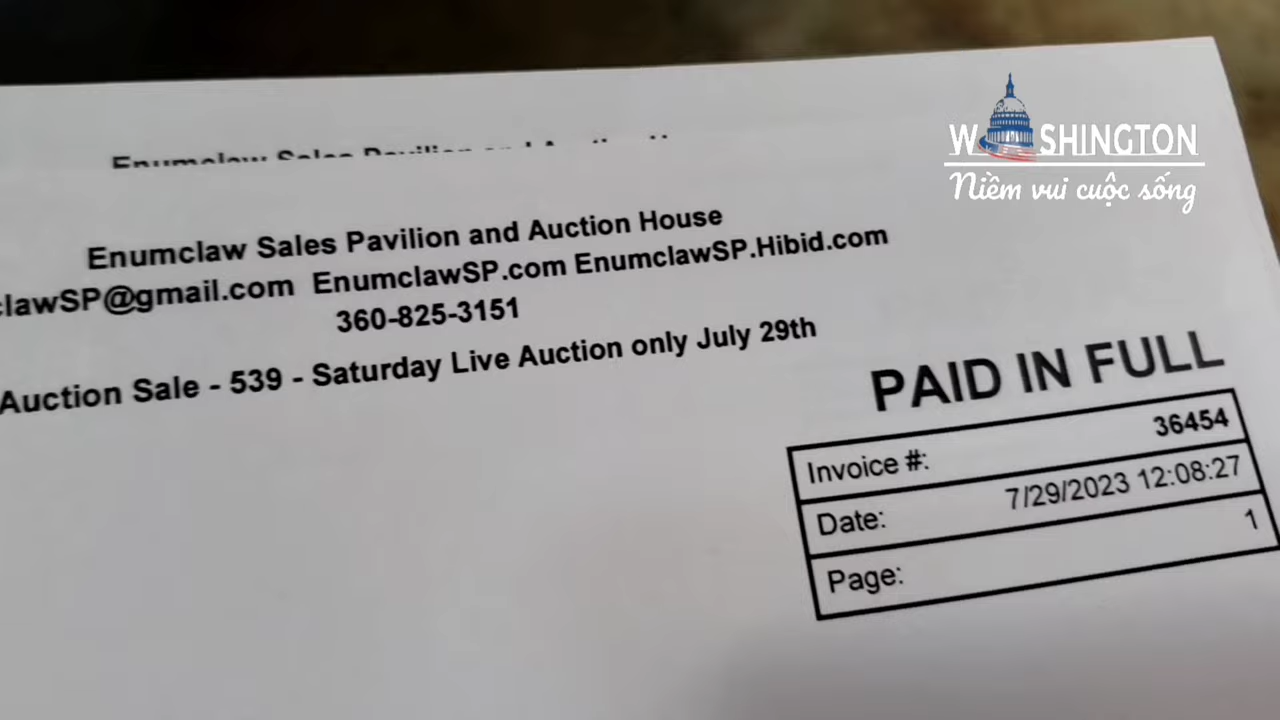 WASHINGTON
Niềm vui cuộc sống
Enumclaw Sales Pavilion and Auction House
clawSP@gmail.com EnumclawSP.com EnumclawSP.Hibid.com
360-825-3151
Auction Sale - 539 - Saturday Live Auction only July 29th
PAID IN FULL
Invoice #: 36454
Date: 7/29/2023 12:08:27
Page: 1